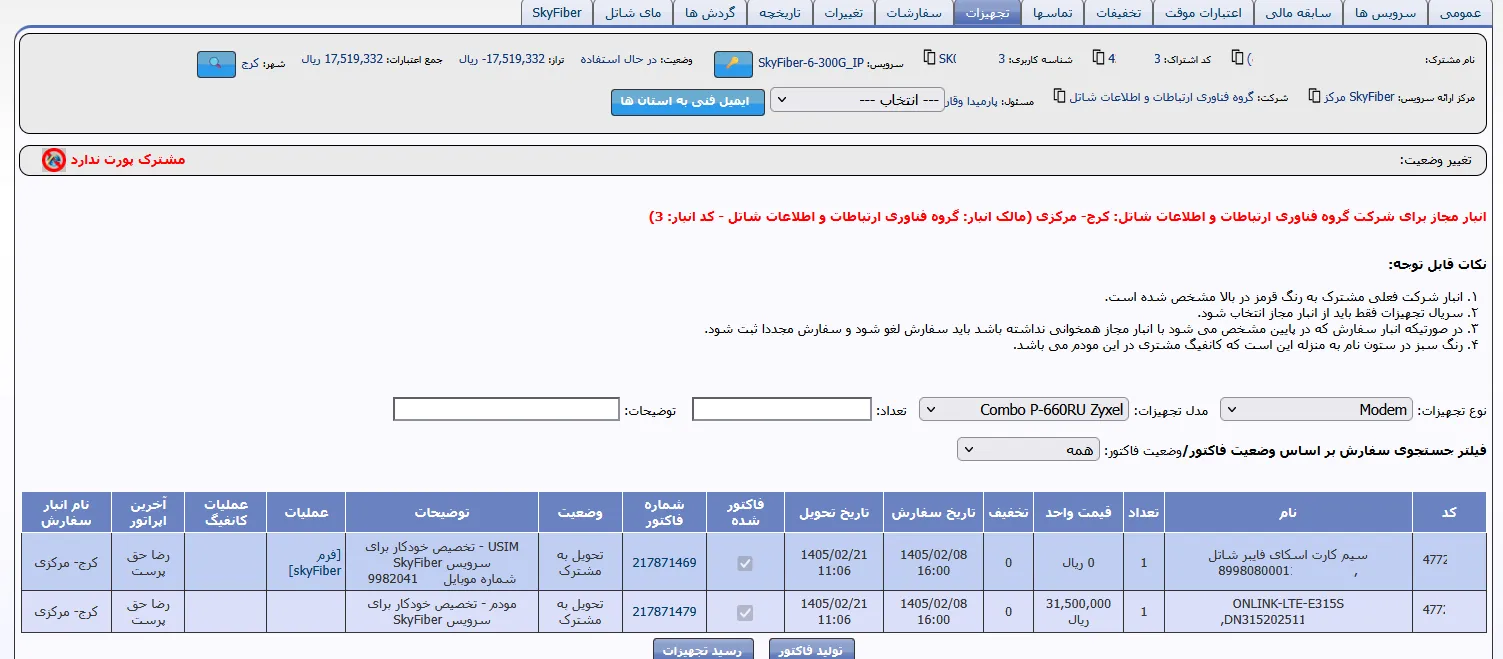 عمومی سرویس ها اعتبارات موقت سابقه مالی تخفیفات تماسها تجهیزات سفارشات تغییرات تاریخچه گردش ها مای شاتل SkyFiber
نام مشترک: (
کد اشتراک: 3 4
شناسه کاربری: 3 SK(
سرویس: SkyFiber-6-300G_IP
وضعیت: در حال استفاده
تراز: 17,519,332- ریال
جمع اعتبارات: 17,519,332 ریال
شهر: کرج
مرکز ارائه سرویس: SkyFiber مرکز
شرکت: گروه فناوری ارتباطات و اطلاعات شاتل
مسئول: پارمیدا وقار
--- انتخاب ---
ایمیل فنی به استان ها
تغییر وضعیت:
مشترک پورت ندارد
انبار مجاز برای شرکت گروه فناوری ارتباطات و اطلاعات شاتل: کرج- مرکزی (مالک انبار: گروه فناوری ارتباطات و اطلاعات شاتل - کد انبار: 3)
نکات قابل توجه:
۱. انبار شرکت فعلی مشترک به رنگ قرمز در بالا مشخص شده است.
۲. سریال تجهیزات فقط باید از انبار مجاز انتخاب شود.
۳. در صورتیکه انبار سفارش که در پایین مشخص می شود با انبار مجاز همخوانی نداشته باشد باید سفارش لغو شود و سفارش مجددا ثبت شود.
۴. رنگ سبز در ستون نام به منزله این است که کانفیگ مشتری در این مودم می باشد.
نوع تجهیزات: Modem مدل تجهیزات: Combo P-660RU Zyxel تعداد: توضیحات:
فیلتر جستجوی سفارش بر اساس وضعیت فاکتور/وضعیت فاکتور: همه
کد
نام
تعداد
قیمت واحد
تخفیف
تاریخ سفارش
تاریخ تحویل
فاکتور
شده
شماره
فاکتور
وضعیت
توضیحات
عملیات
عملیات
کانفیگ
آخرین
اپراتور
نام انبار
سفارش
4772
سیم کارت اسکای فایبر شاتل
8998080001 ,
1
0 ریال
0
1405/02/08
16:00
1405/02/21
11:06
217871469
تحویل به
مشترک
USIM - تخصیص خودکار برای
سرویس SkyFiber
شماره موبایل 9982041
[فرم
skyFiber]
رضا حق
پرست
کرج- مرکزی
477
ONLINK-LTE-E315S
DN315202511,
1
31,500,000
ریال
0
1405/02/08
16:00
1405/02/21
11:06
217871479
تحویل به
مشترک
مودم - تخصیص خودکار برای
سرویس SkyFiber
رضا حق
پرست
کرج- مرکزی
تولید فاکتور رسید تجهیزات